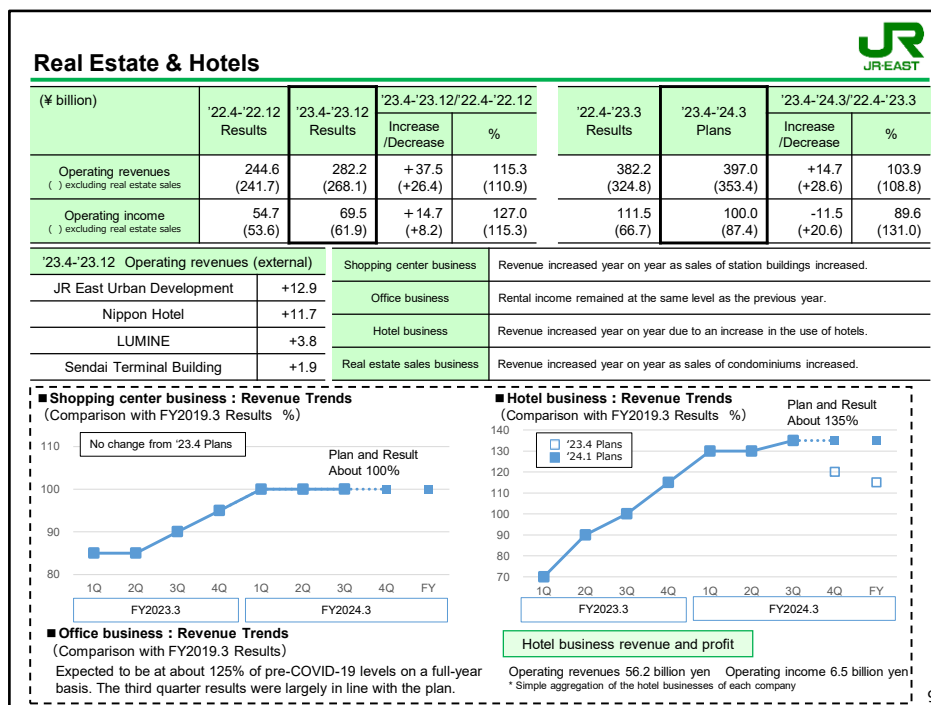 Real Estate & Hotels
JR
JR-EAST
(¥ billion)
'22.4-'22.12 Results
'23.4-'23.12 Results
'23.4-'23.12/'22.4-'22.12
Increase /Decrease
%
'22.4-'23.3 Results
'23.4-'24.3 Plans
'23.4-'24.3/'22.4-'23.3
Increase /Decrease
%
Operating revenues 244.6 282.2 +37.5 115.3 382.2 397.0 +14.7 103.9
( ) excluding real estate sales (241.7) (268.1) (+26.4) (110.9) (324.8) (353.4) (+28.6) (108.8)
Operating income 54.7 69.5 +14.7 127.0 111.5 100.0 -11.5 89.6
( ) excluding real estate sales (53.6) (61.9) (+8.2) (115.3) (66.7) (87.4) (+20.6) (131.0)
'23.4-'23.12 Operating revenues (external)
JR East Urban Development +12.9
Nippon Hotel +11.7
LUMINE +3.8
Sendai Terminal Building +1.9
Shopping center business Revenue increased year on year as sales of station buildings increased.
Office business Rental income remained at the same level as the previous year.
Hotel business Revenue increased year on year due to an increase in the use of hotels.
Real estate sales business Revenue increased year on year as sales of condominiums increased.
■Shopping center business : Revenue Trends
(Comparison with FY2019.3 Results %)
No change from '23.4 Plans
Plan and Result
About 100%
110
100
90
80
1Q 2Q 3Q 4Q 1Q 2Q 3Q 4Q FY
FY2023.3 FY2024.3
■Office business : Revenue Trends
(Comparison with FY2019.3 Results)
Expected to be at about 125% of pre-COVID-19 levels on a full-year
basis. The third quarter results were largely in line with the plan.
■Hotel business : Revenue Trends
(Comparison with FY2019.3 Results %)
Plan and Result
About 135%
'23.4 Plans
'24.1 Plans
140
130
120
110
100
90
80
70
1Q 2Q 3Q 4Q 1Q 2Q 3Q 4Q FY
FY2023.3 FY2024.3
Hotel business revenue and profit
Operating revenues 56.2 billion yen Operating income 6.5 billion yen
* Simple aggregation of the hotel businesses of each company
9